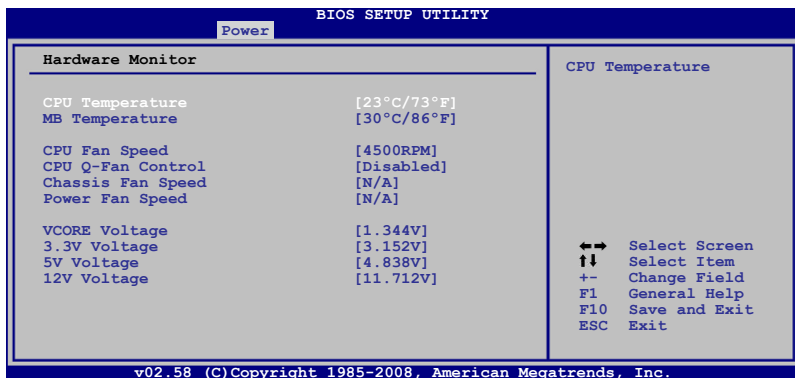 BIOS SETUP UTILITY
Power
Hardware Monitor
CPU Temperature [23°C/73°F]
MB Temperature [30°C/86°F]
CPU Fan Speed [4500RPM]
CPU Q-Fan Control [Disabled]
Chassis Fan Speed [N/A]
Power Fan Speed [N/A]
VCORE Voltage [1.344V]
3.3V Voltage [3.152V]
5V Voltage [4.838V]
12V Voltage [11.712V]
CPU Temperature
←→ Select Screen
↑↓ Select Item
+- Change Field
F1 General Help
F10 Save and Exit
ESC Exit
v02.58 (C)Copyright 1985-2008, American Megatrends, Inc.